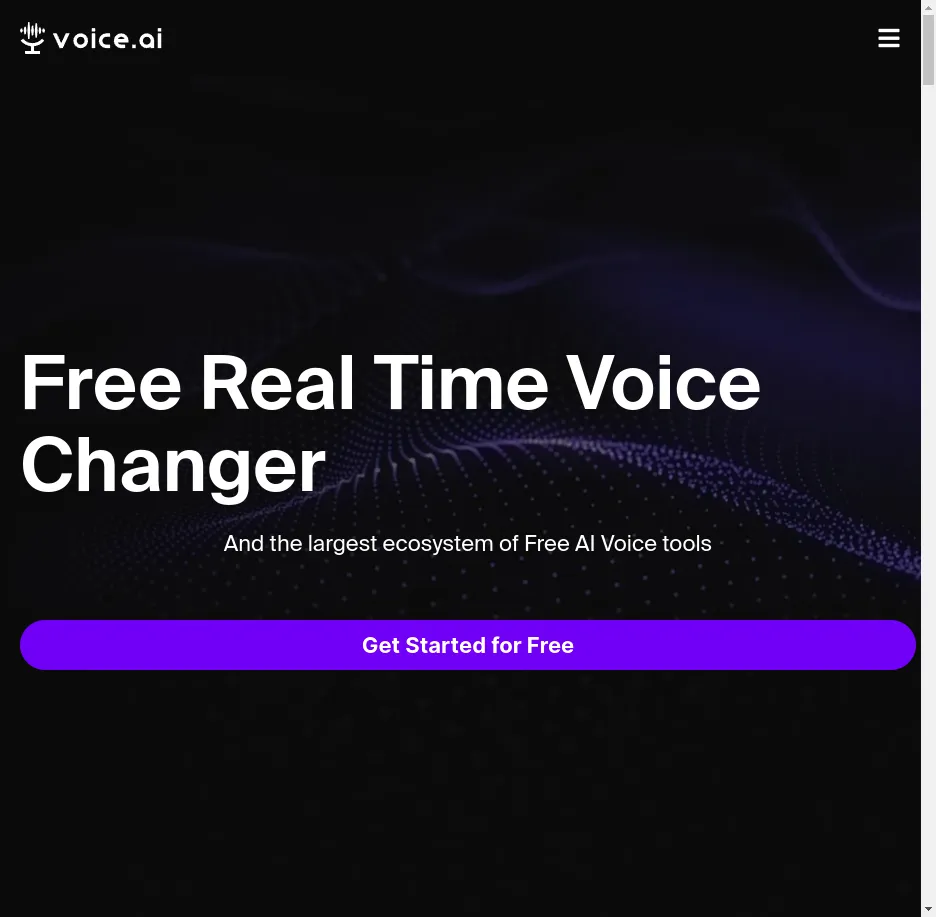 voice.ai
Free Real Time Voice
Changer
And the largest ecosystem of Free AI Voice tools
Get Started for Free